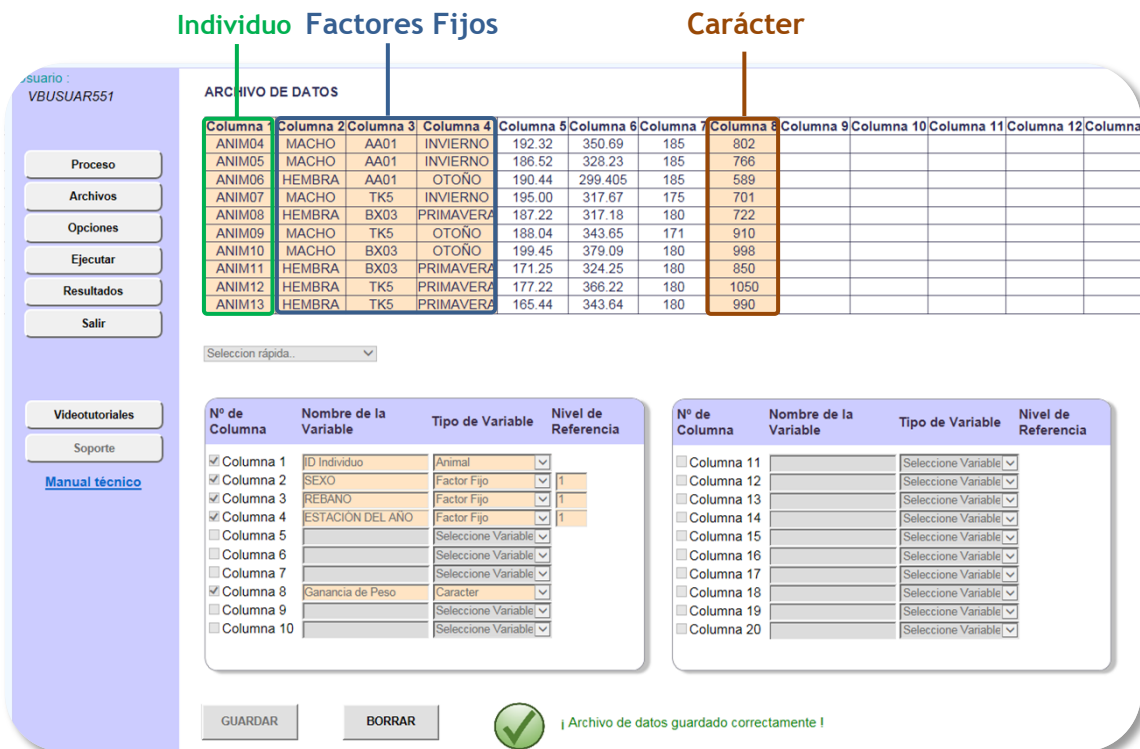 Individuo Factores Fijos Carácter
suario :
VBUSUAR551
ARCHIVO DE DATOS
Columna 1 Columna 2 Columna 3 Columna 4 Columna 5 Columna 6 Columna 7 Columna 8 Columna 9 Columna 10 Columna 11 Columna 12 Columna
ANIM04 MACHO AA01 INVIERNO 192.32 350.69 185 802
ANIM05 MACHO AA01 INVIERNO 186.52 328.23 185 766
ANIM06 HEMBRA AA01 OTOÑO 190.44 299.405 185 589
ANIM07 MACHO TK5 INVIERNO 195.00 317.67 175 701
ANIM08 HEMBRA BX03 PRIMAVERA 187.22 317.18 180 722
ANIM09 MACHO TK5 OTOÑO 188.04 343.65 171 910
ANIM10 MACHO BX03 OTOÑO 199.45 379.09 180 998
ANIM11 HEMBRA BX03 PRIMAVERA 171.25 324.25 180 850
ANIM12 HEMBRA TK5 PRIMAVERA 177.22 366.22 180 1050
ANIM13 HEMBRA TK5 PRIMAVERA 165.44 343.64 180 990
Proceso
Archivos
Opciones
Ejecutar
Resultados
Salir
Videotutoriales
Soporte
Manual técnico
Seleccion rápida..
Nº de Columna Nombre de la Variable Tipo de Variable Nivel de Referencia
Columna 1 ID Individuo Animal
Columna 2 SEXO Factor Fijo 1
Columna 3 REBAÑO Factor Fijo 1
Columna 4 ESTACIÓN DEL AÑO Factor Fijo 1
Columna 5 Seleccione Variable
Columna 6 Seleccione Variable
Columna 7 Seleccione Variable
Columna 8 Ganancia de Peso Caracter
Columna 9 Seleccione Variable
Columna 10 Seleccione Variable
Nº de Columna Nombre de la Variable Tipo de Variable Nivel de Referencia
Columna 11 Seleccione Variable
Columna 12 Seleccione Variable
Columna 13 Seleccione Variable
Columna 14 Seleccione Variable
Columna 15 Seleccione Variable
Columna 16 Seleccione Variable
Columna 17 Seleccione Variable
Columna 18 Seleccione Variable
Columna 19 Seleccione Variable
Columna 20 Seleccione Variable
GUARDAR BORRAR ¡ Archivo de datos guardado correctamente !